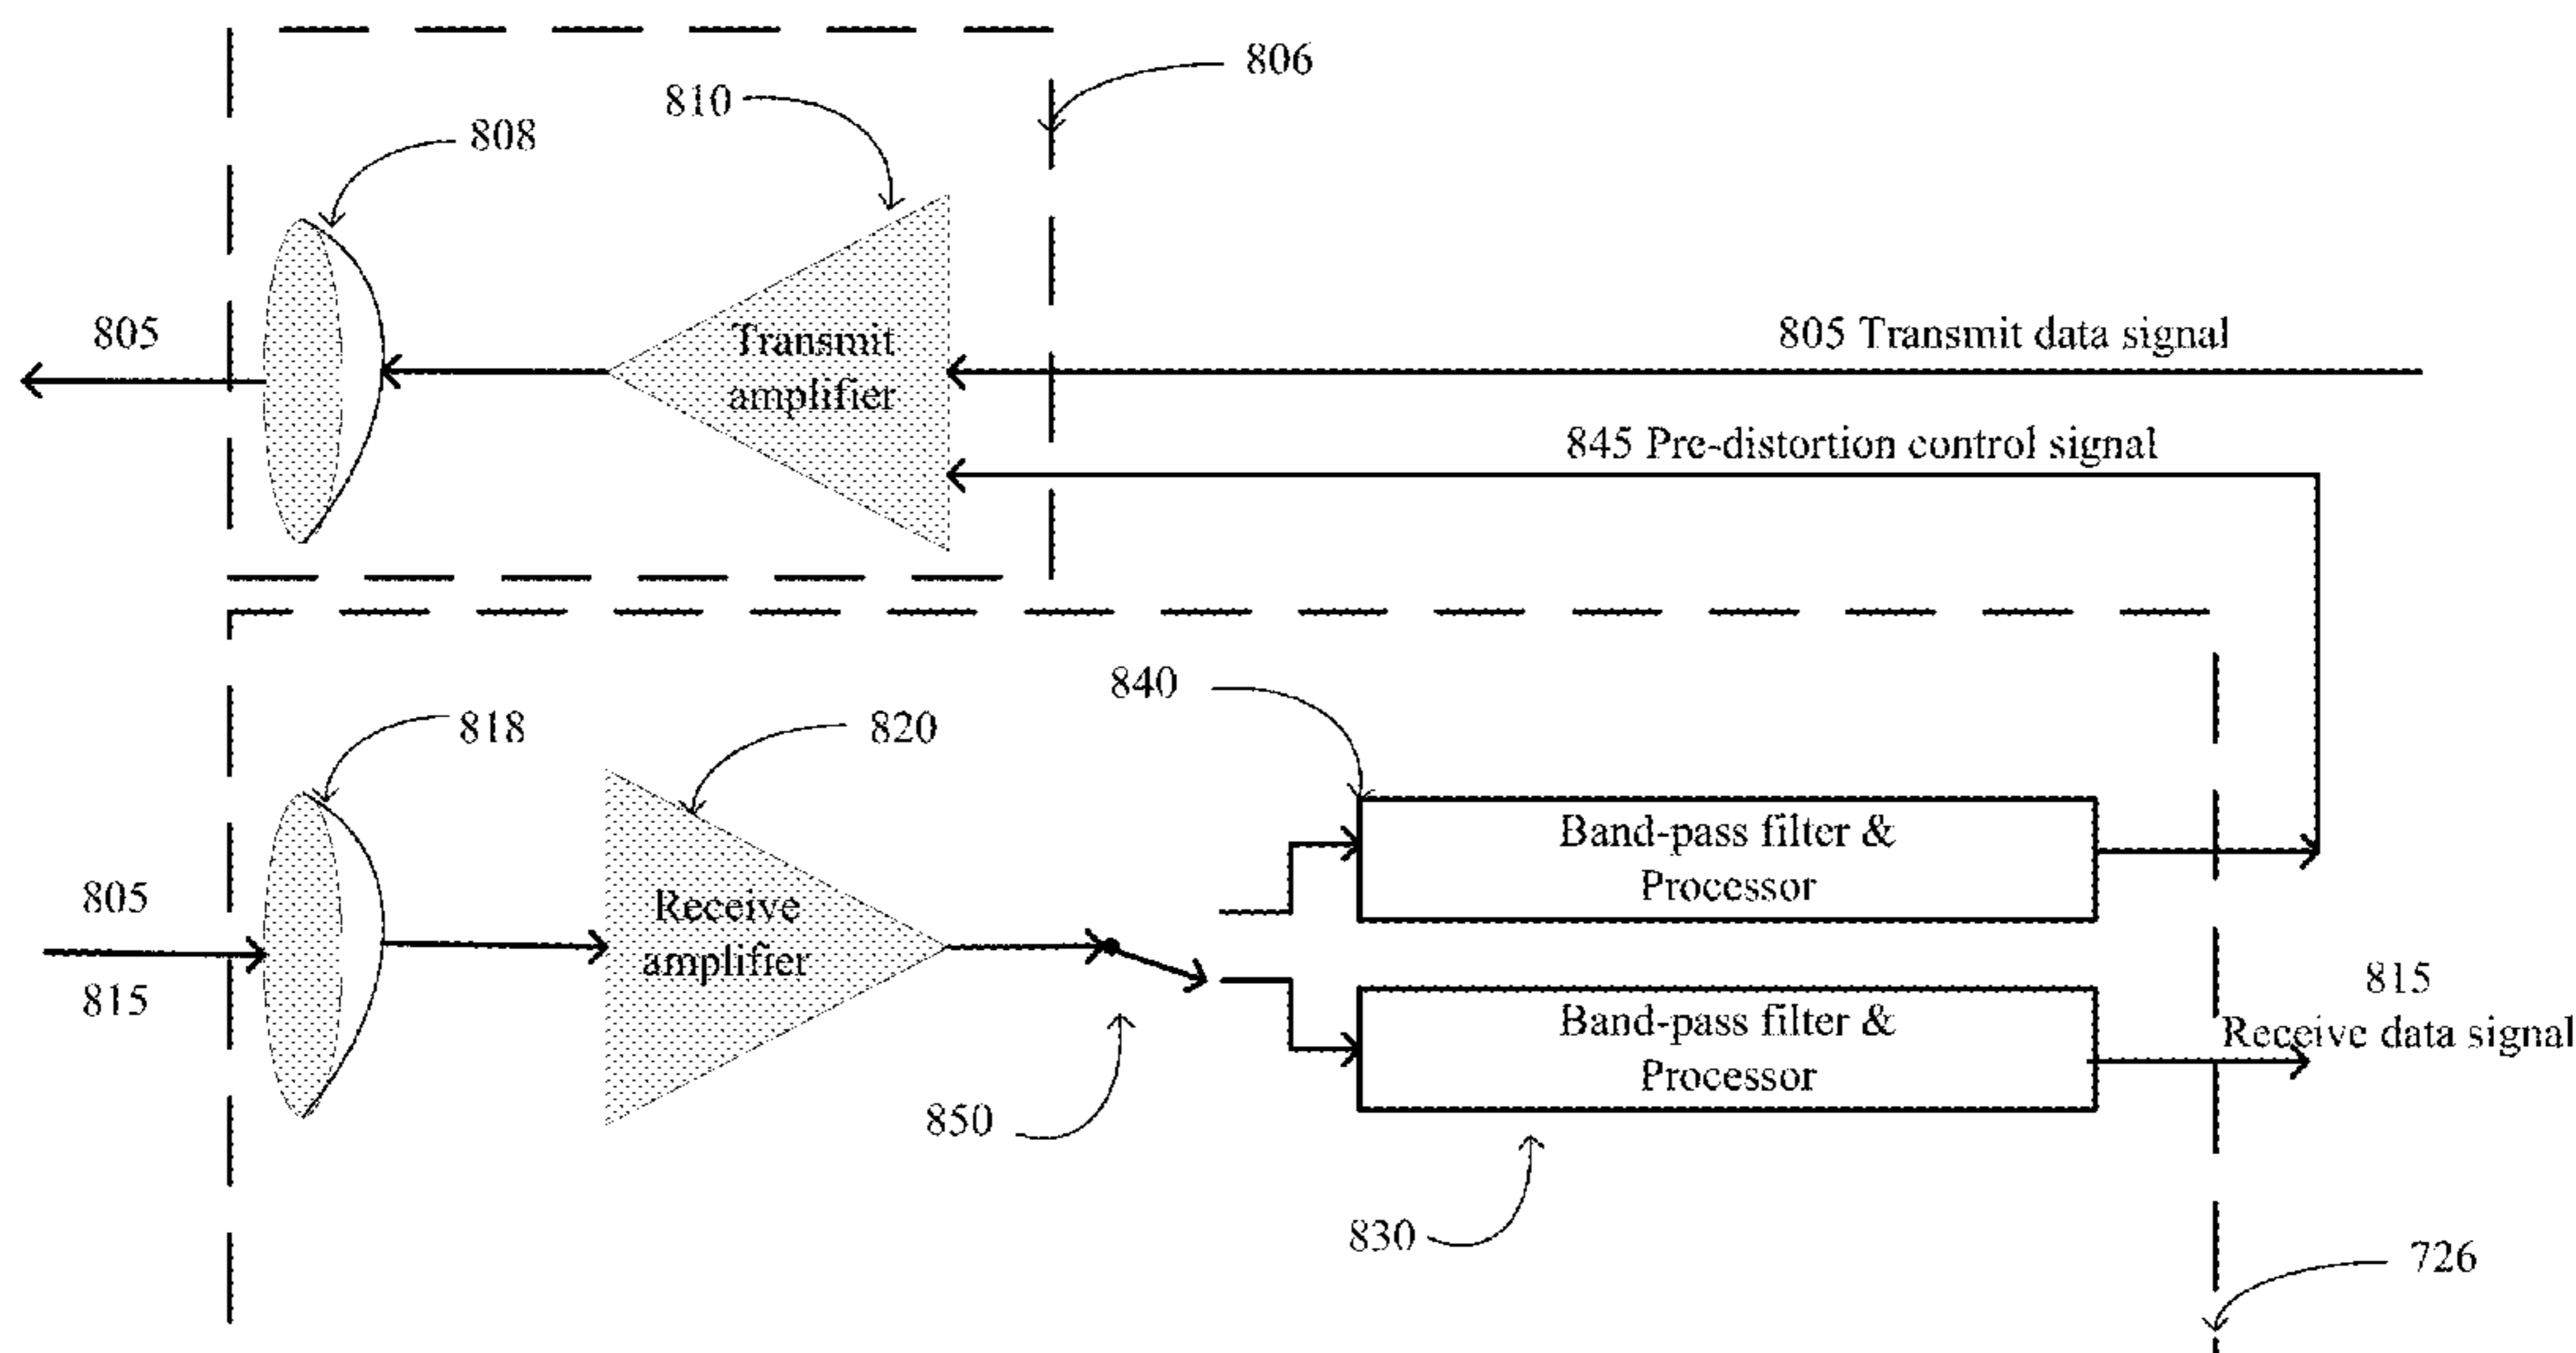 806
810
808
805
Transmit
amplifier
805 Transmit data signal
845 Pre-distortion control signal
840
818
820
Band-pass filter &
Processor
805
815
Receive
amplifier
815
Receive data signal
Band-pass filter &
Processor
850
830
726